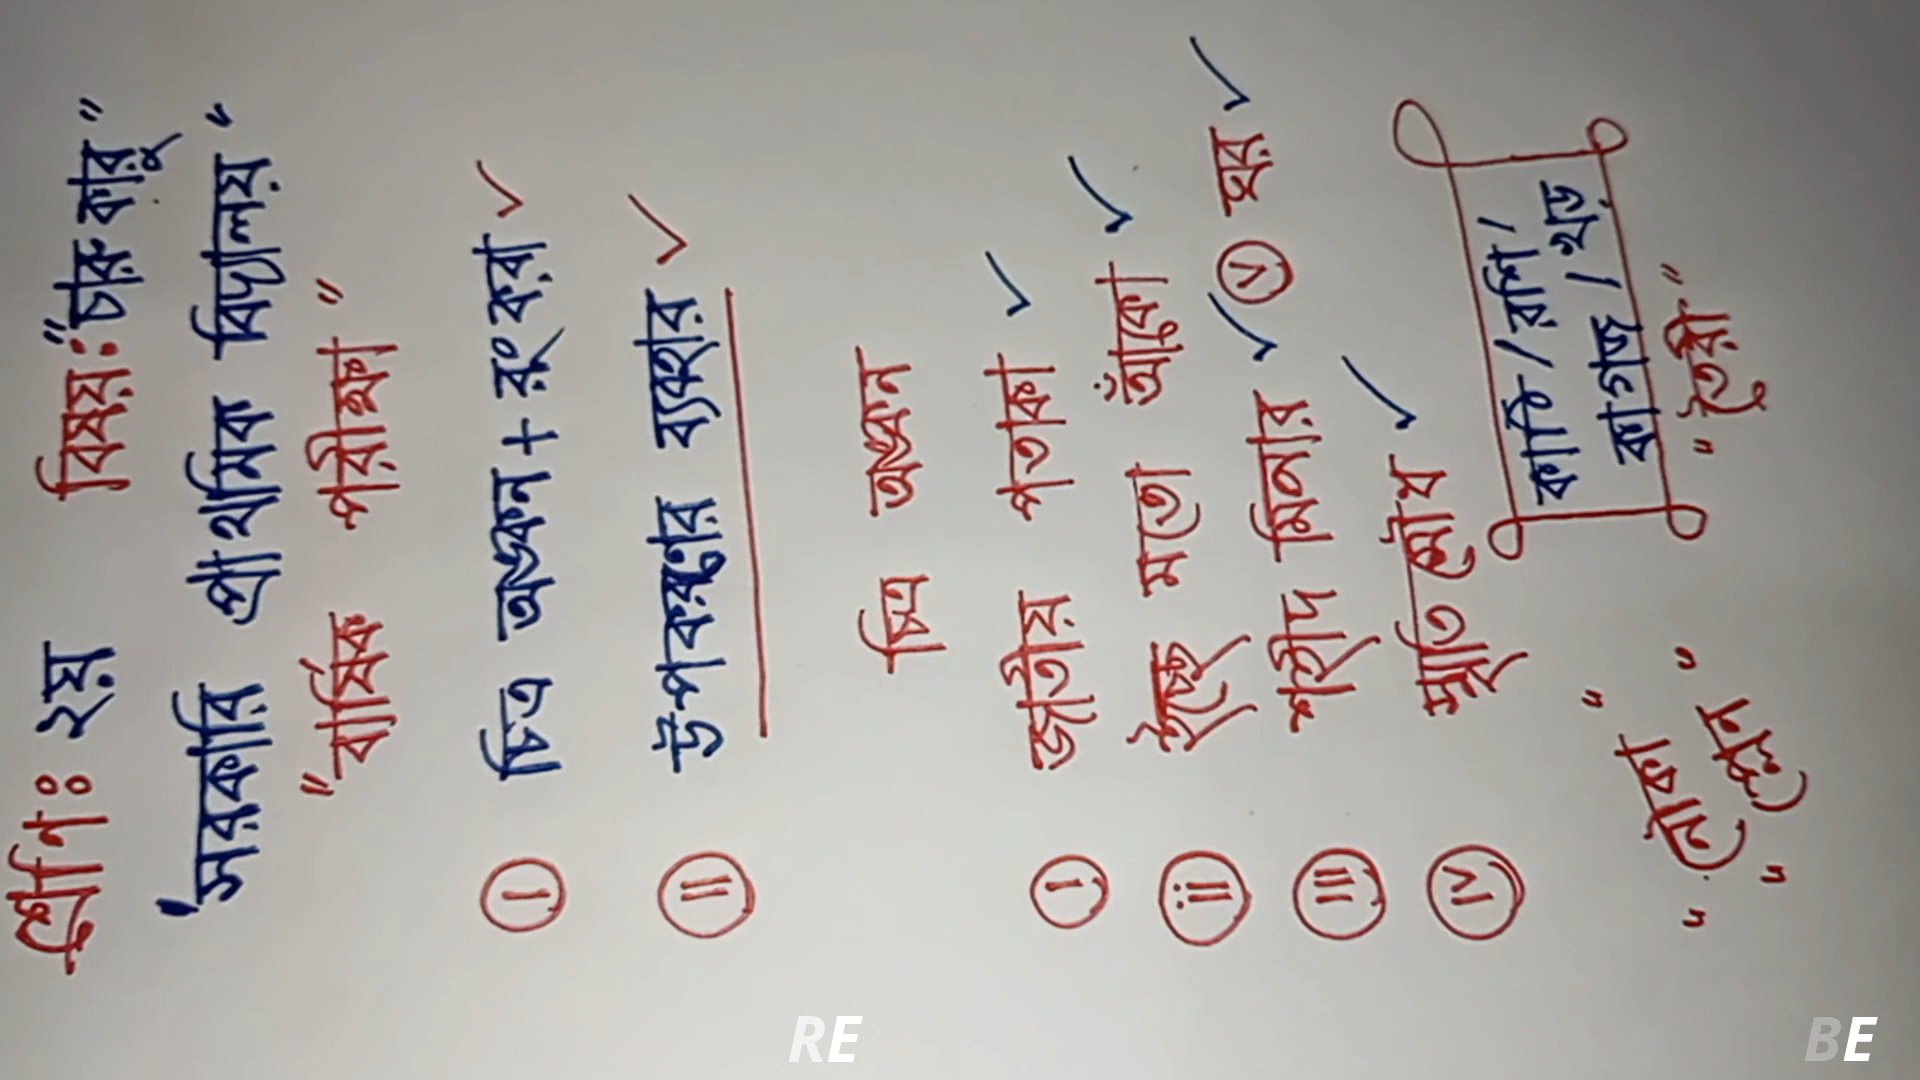 শ্রেণি: ২য় বিষয়: "চারু কারু"
'সরকারি প্রাথমিক বিদ্যালয়"
"বার্ষিক পরীক্ষা"
I চিত্র অঙ্কন + রং করা ✓
II উপকরণের ব্যবহার ✓
চিত্র অঙ্কন
i জাতীয় পতাকা ✓
ii ইচ্ছে মতো আঁকো ✓
III শহীদ মিনার ✓ V ঘর ✓
IV স্মৃতি সৌধ ✓
কাঠি / রশি /
কাগজ / খড়
"তৈরী"
"নৌকা"
"প্লেন"
RE BE